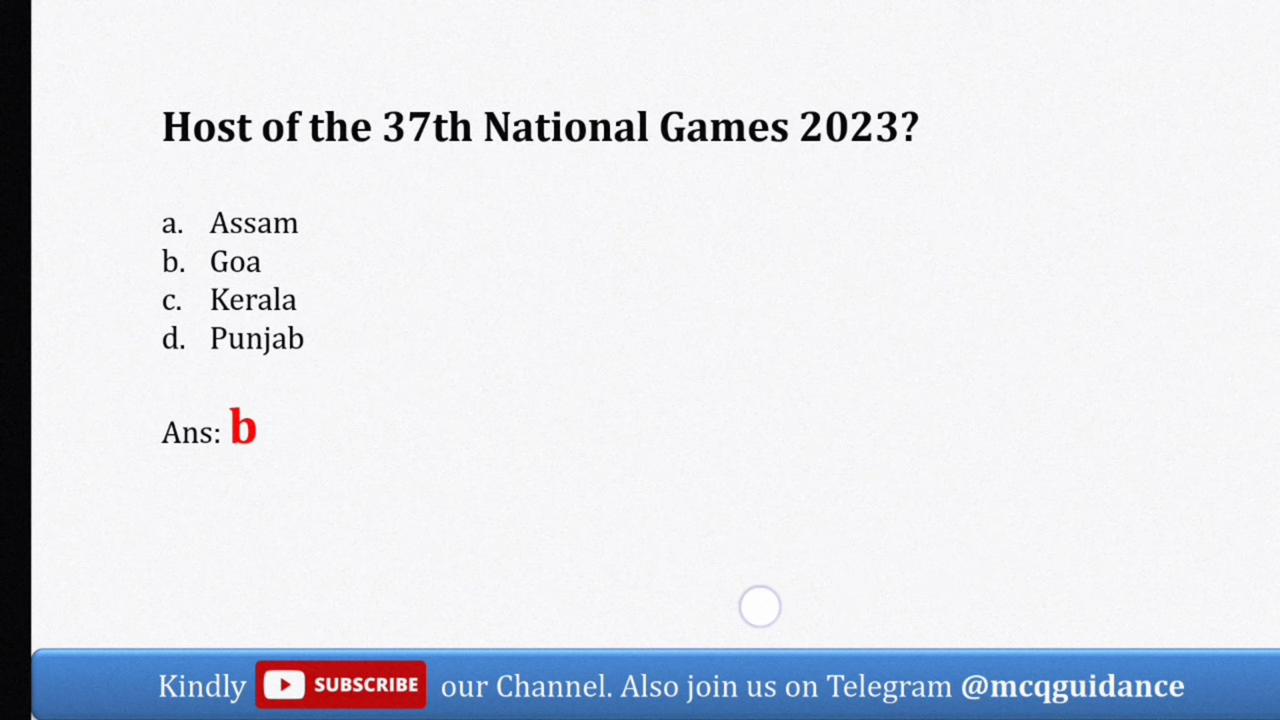 Host of the 37th National Games 2023?
a. Assam
b. Goa
c. Kerala
d. Punjab
Ans: b
Kindly SUBSCRIBE our Channel. Also join us on Telegram @mcqguidance